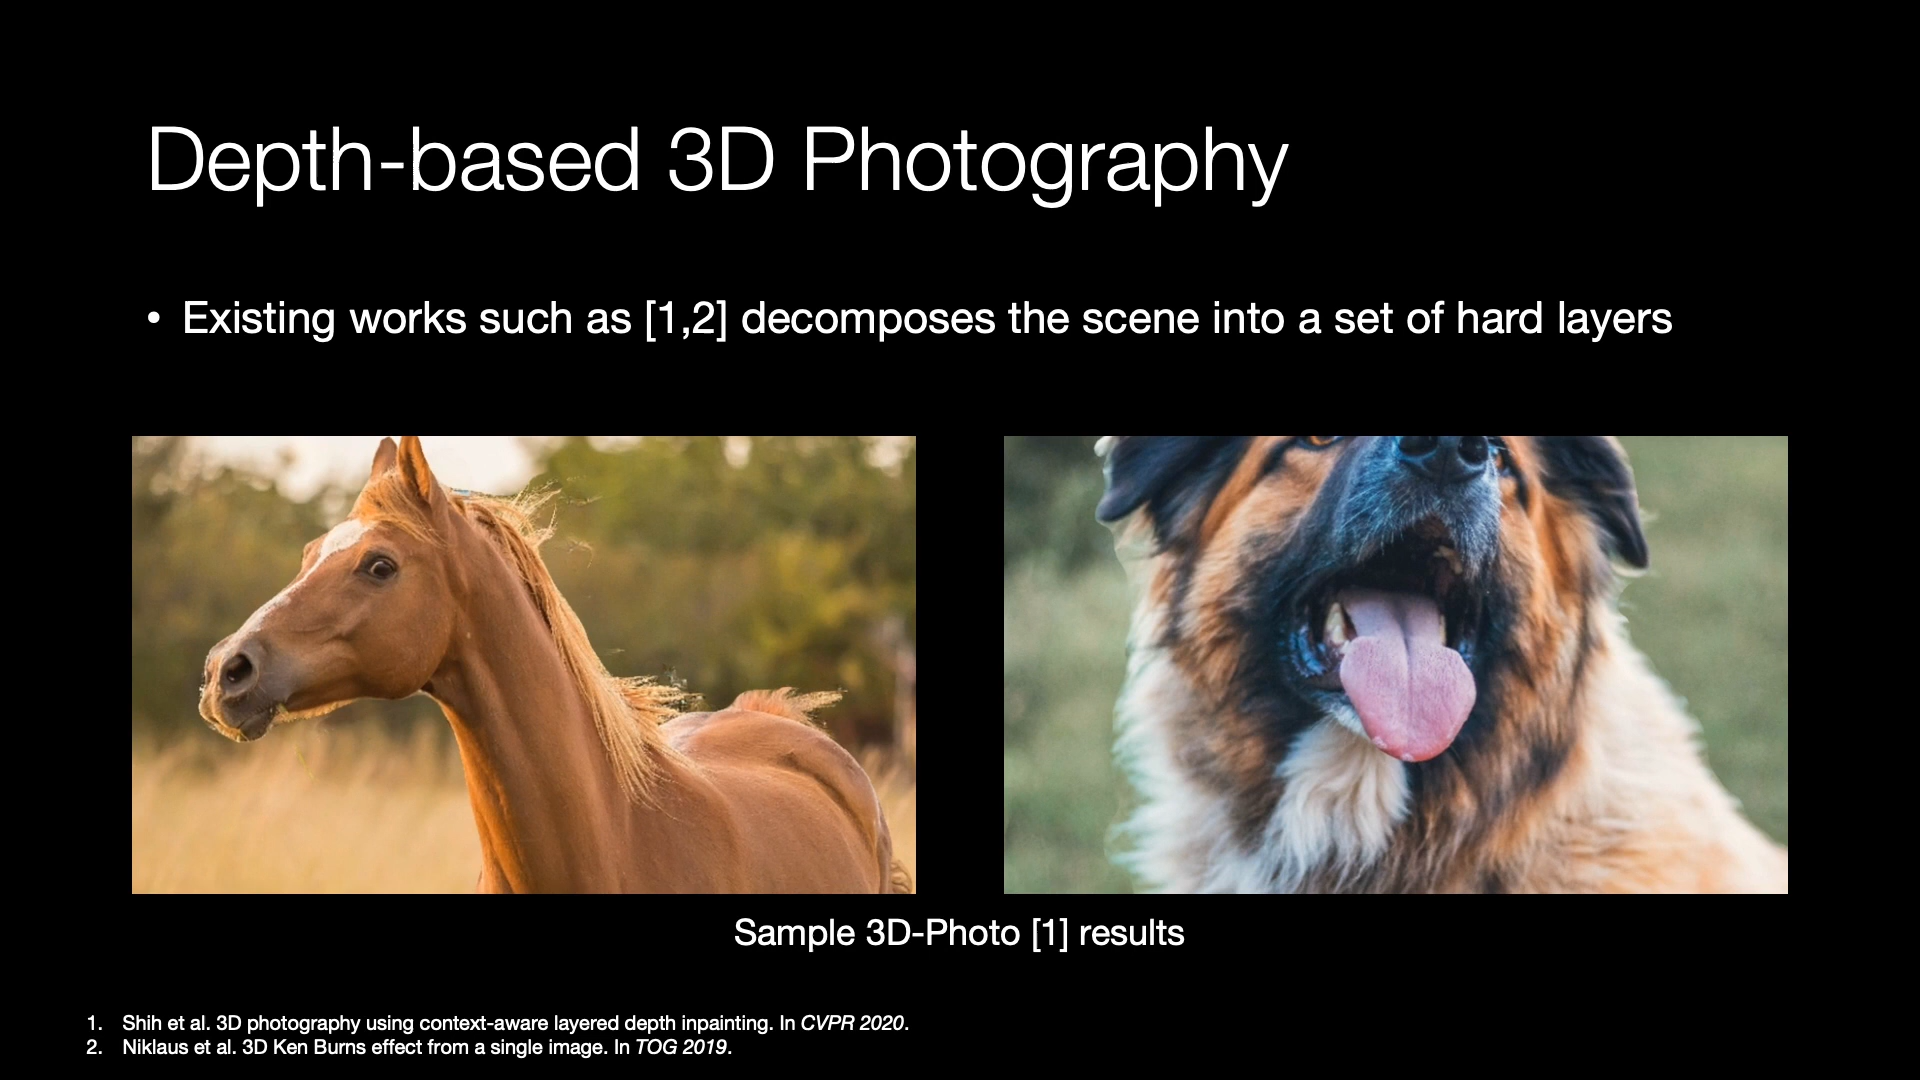 Depth-based 3D Photography
• Existing works such as [1,2] decomposes the scene into a set of hard layers
Sample 3D-Photo [1] results
1. Shih et al. 3D photography using context-aware layered depth inpainting. In CVPR 2020.
2. Niklaus et al. 3D Ken Burns effect from a single image. In TOG 2019.